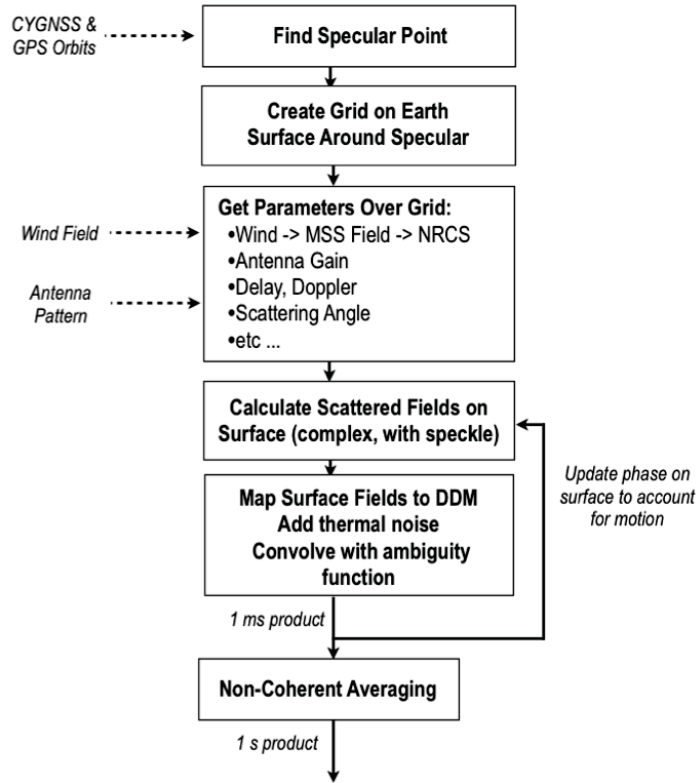 CYGNSS &
GPS Orbits
Find Specular Point
Create Grid on Earth
Surface Around Specular
Wind Field
Antenna
Pattern
Get Parameters Over Grid:
•Wind -> MSS Field -> NRCS
•Antenna Gain
•Delay, Doppler
•Scattering Angle
•etc ...
Calculate Scattered Fields on
Surface (complex, with speckle)
Update phase on
surface to account
for motion
Map Surface Fields to DDM
Add thermal noise
Convolve with ambiguity
function
1 ms product
Non-Coherent Averaging
1 s product